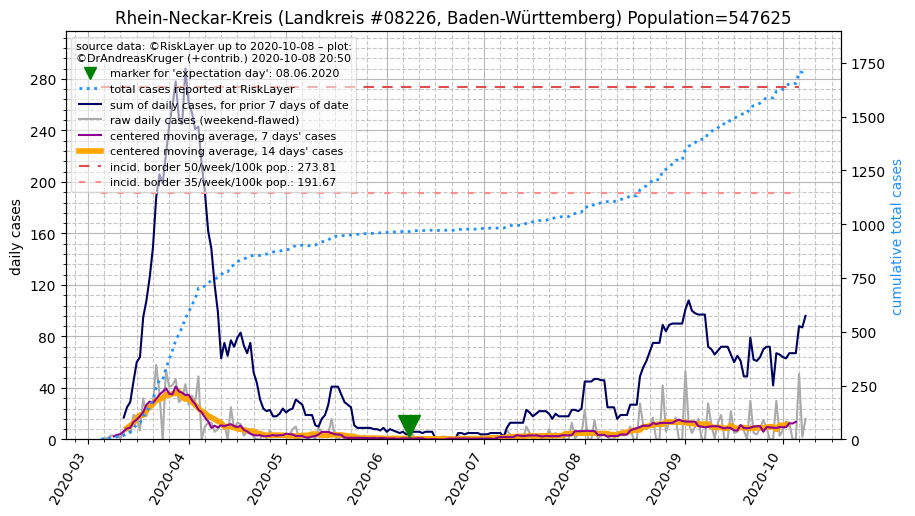 Rhein-Neckar-Kreis (Landkreis #08226, Baden-Württemberg) Population=547625
source data: ©RiskLayer up to 2020-10-08 – plot:
©DrAndreasKruger (+contrib.) 2020-10-08 20:50
marker for 'expectation day': 08.06.2020
total cases reported at RiskLayer
sum of daily cases, for prior 7 days of date
raw daily cases (weekend-flawed)
centered moving average, 7 days' cases
centered moving average, 14 days' cases
incid. border 50/week/100k pop.: 273.81
incid. border 35/week/100k pop.: 191.67
daily cases
280
240
200
160
120
80
40
0
cumulative total cases
1750
1500
1250
1000
750
500
250
0
2020-03
2020-04
2020-05
2020-06
2020-07
2020-08
2020-09
2020-10